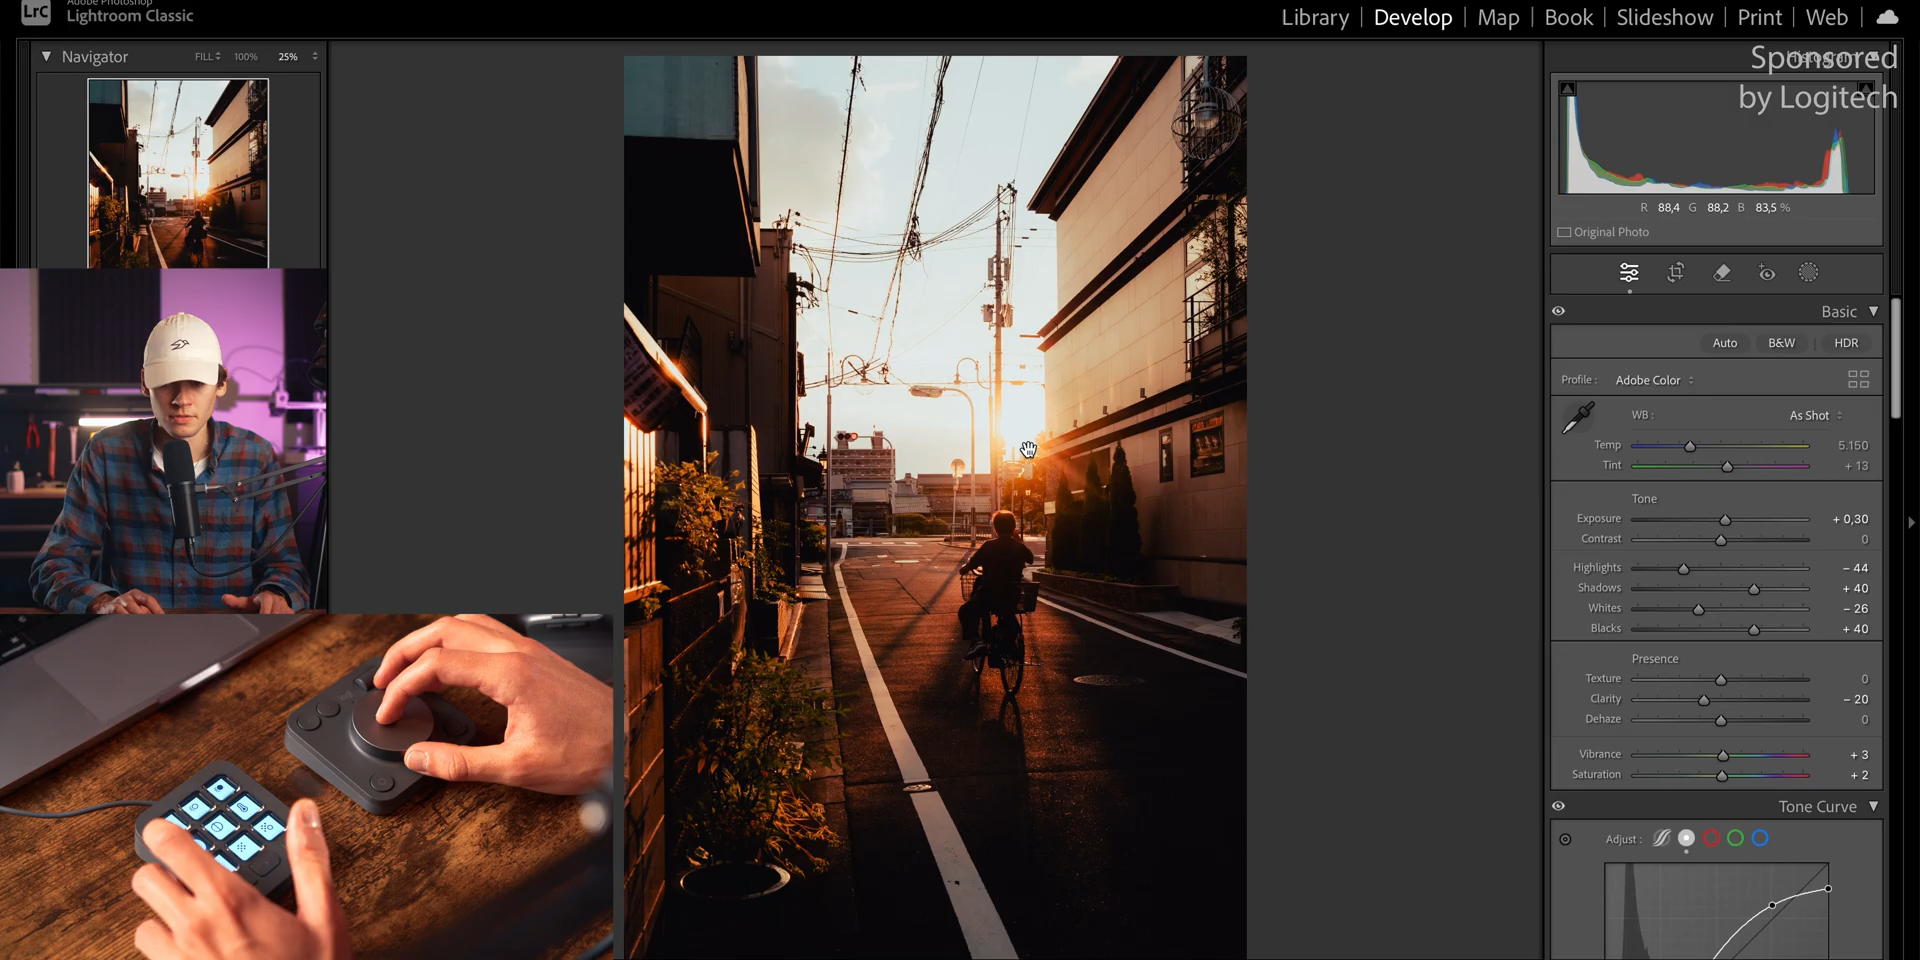 Adobe Photoshop
LrC Lightroom Classic
Library | Develop | Map | Book | Slideshow | Print | Web
Navigator FILL 100% 25%
Histogram
Sponsored
by Logitech
R 88,4 G 88,2 B 83,5 %
Original Photo
Basic
Auto B&W | HDR
Profile : Adobe Color
WB : As Shot
Temp 5.150
Tint + 13
Tone
Exposure + 0,30
Contrast 0
Highlights – 44
Shadows + 40
Whites – 26
Blacks + 40
Presence
Texture 0
Clarity – 20
Dehaze 0
Vibrance + 3
Saturation + 2
Tone Curve
Adjust :